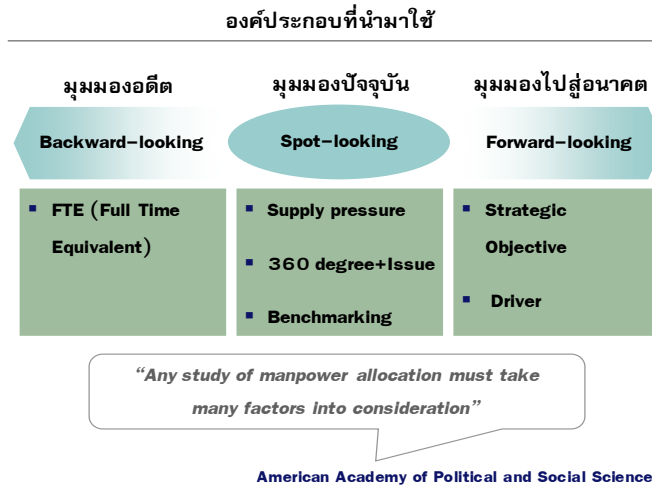 องค์ประกอบที่นำมาใช้
มุมมองอดีต
มุมมองปัจจุบัน
มุมมองไปสู่อนาคต
Backward-looking
Spot-looking
Forward-looking
FTE (Full Time
Equivalent)
Supply pressure
360 degree+Issue
Benchmarking
Strategic
Objective
Driver
“Any study of manpower allocation must take
many factors into consideration”
American Academy of Political and Social Science